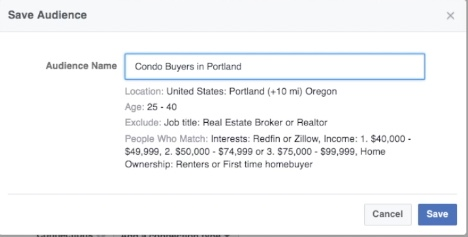 Save Audience
×
Audience Name
Condo Buyers in Portland
Location: United States: Portland (+10 mi) Oregon
Age: 25 - 40
Exclude: Job title: Real Estate Broker or Realtor
People Who Match: Interests: Redfin or Zillow, Income: 1. $40,000 -
$49,999, 2. $50,000 - $74,999 or 3. $75,000 - $99,999, Home
Ownership: Renters or First time homebuyer
Cancel
Save